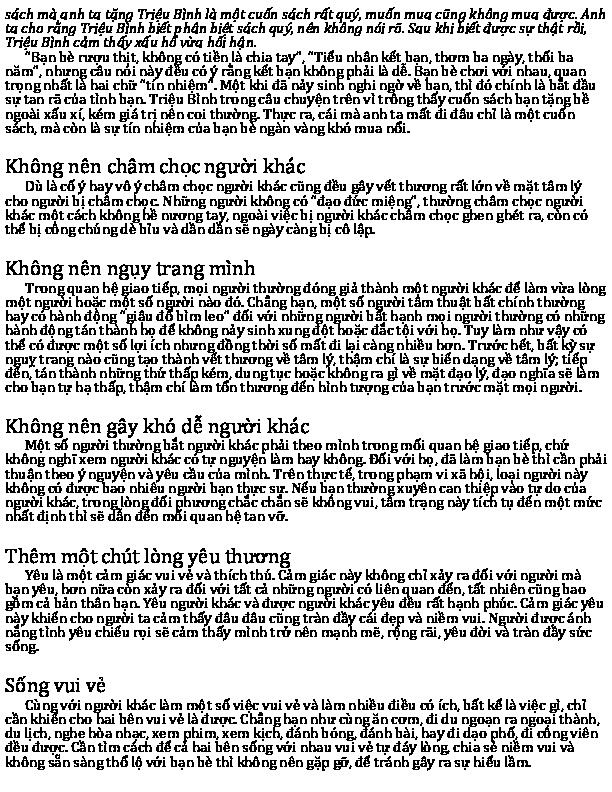 sách mà anh ta tặng Triệu Bình là một cuốn sách rất quý, muốn mua cũng không mua được. Anh
ta cho rằng Triệu Bình biết phân biệt sách quý, nên không nói rõ. Sau khi biết được sự thật rồi,
Triệu Bình cảm thấy xấu hổ vừa hối hận.
“Bạn bè rượu thịt, không có tiền là chia tay”, “Tiểu nhân kết bạn, thơm ba ngày, thối ba
năm”, nhưng câu nói này đều có ý rằng kết bạn không phải là dễ. Bạn bè chơi với nhau, quan
trọng nhất là hai chữ “tín nhiệm”. Một khi đã nảy sinh nghi ngờ về bạn, thì đó chính là bắt đầu
sự tan rã của tình bạn. Triệu Bình trong câu chuyện trên vì trông thấy cuốn sách bạn tặng bề
ngoài xấu xí, kém giá trị nên coi thường. Thực ra, cái mà anh ta mất đi đâu chỉ là một cuốn
sách, mà còn là sự tín nhiệm của bạn bè ngàn vàng khó mua nổi.
Không nên châm chọc người khác
Dù là cố ý hay vô ý châm chọc người khác cũng đều gây vết thương rất lớn về mặt tâm lý
cho người bị châm chọc. Những người không có “đạo đức miệng”, thường châm chọc người
khác một cách không hề nương tay, ngoài việc bị người khác châm chọc ghen ghét ra, còn có
thể bị công chúng dè bỉu và dần dần sẽ ngày càng bị cô lập.
Không nên ngụy trang mình
Trong quan hệ giao tiếp, mọi người thường đóng giả thành một người khác để làm vừa lòng
một người hoặc một số người nào đó. Chẳng hạn, một số người tâm thuật bất chính thường
hay có hành động “giậu đổ bìm leo” đối với những người bất hạnh mọi người thường có những
hành động tán thành họ để không nảy sinh xung đột hoặc đắc tội với họ. Tuy làm như vậy có
thể có được một số lợi ích nhưng đồng thời số mất đi lại càng nhiều hơn. Trước hết, bất kỳ sự
ngụy trang nào cũng tạo thành vết thương về tâm lý, thậm chí là sự biến dạng về tâm lý; tiếp
đến, tán thành những thứ thấp kém, dung tục hoặc không ra gì về mặt đạo lý, đạo nghĩa sẽ làm
cho bạn tự hạ thấp, thậm chí làm tổn thương đến hình tượng của bạn trước mặt mọi người.
Không nên gây khó dễ người khác
Một số người thường bắt người khác phải theo mình trong mối quan hệ giao tiếp, chứ
không nghĩ xem người khác có tự nguyện làm hay không. Đối với họ, đã làm bạn bè thì cần phải
thuận theo ý nguyện và yêu cầu của mình. Trên thực tế, trong phạm vi xã hội, loại người này
không có được bao nhiêu người bạn thực sự. Nếu bạn thường xuyên can thiệp vào tự do của
người khác, trong lòng đối phương chắc chắn sẽ không vui, tâm trạng này tích tụ đến một mức
nhất định thì sẽ dẫn đến mối quan hệ tan vỡ.
Thêm một chút lòng yêu thương
Yêu là một cảm giác vui vẻ và thích thú. Cảm giác này không chỉ xảy ra đối với người mà
bạn yêu, hơn nữa còn xảy ra đối với tất cả những người có liên quan đến, tất nhiên cũng bao
gồm cả bản thân bạn. Yêu người khác và được người khác yêu đều rất hạnh phúc. Cảm giác yêu
này khiến cho người ta cảm thấy đâu đâu cũng tràn đầy cái đẹp và niềm vui. Người được ánh
nắng tình yêu chiếu rọi sẽ cảm thấy mình trở nên mạnh mẽ, rộng rãi, yêu đời và tràn đầy sức
sống.
Sống vui vẻ
Cùng với người khác làm một số việc vui vẻ và làm nhiều điều có ích, bất kể là việc gì, chỉ
cần khiến cho hai bên vui vẻ là được. Chẳng hạn như cùng ăn cơm, đi du ngoạn ra ngoại thành,
du lịch, nghe hòa nhạc, xem phim, xem kịch, đánh bóng, đánh bài, hay đi dạo phố, đi công viên
đều được. Cần tìm cách để cả hai bên sống với nhau vui vẻ tự đáy lòng, chia sẻ niềm vui và
không sẵn sàng thổ lộ với bạn bè thì không nên gặp gỡ, để tránh gây ra sự hiểu lầm.